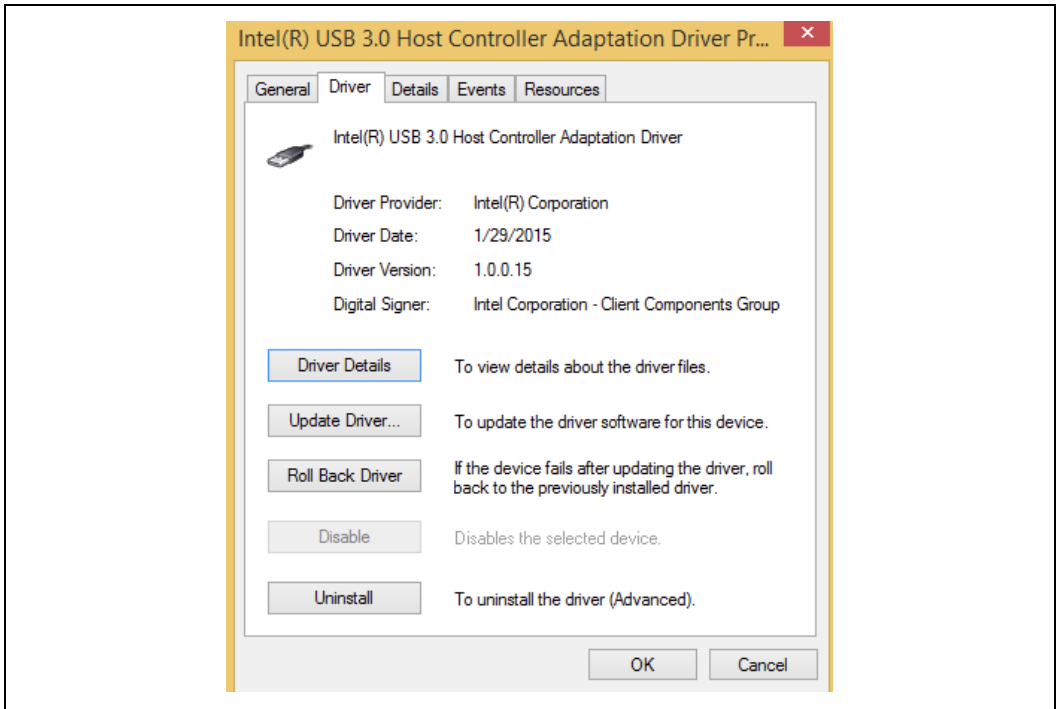 Intel(R) USB 3.0 Host Controller Adaptation Driver Pr...
General Driver Details Events Resources
Intel(R) USB 3.0 Host Controller Adaptation Driver
Driver Provider: Intel(R) Corporation
Driver Date: 1/29/2015
Driver Version: 1.0.0.15
Digital Signer: Intel Corporation - Client Components Group
Driver Details To view details about the driver files.
Update Driver... To update the driver software for this device.
Roll Back Driver If the device fails after updating the driver, roll
back to the previously installed driver.
Disable Disables the selected device.
Uninstall To uninstall the driver (Advanced).
OK Cancel